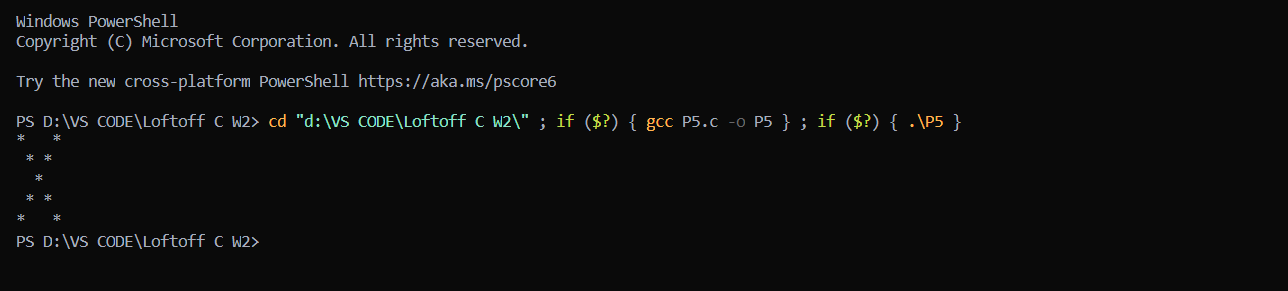 Windows PowerShell
Copyright (C) Microsoft Corporation. All rights reserved.
Try the new cross-platform PowerShell https://aka.ms/pscore6
PS D:\VS CODE\Loftoff C W2> cd "d:\VS CODE\Loftoff C W2\" ; if ($?) { gcc P5.c -o P5 } ; if ($?) { .\P5 }
*   *
 * *
  *
 * *
*   *
PS D:\VS CODE\Loftoff C W2>